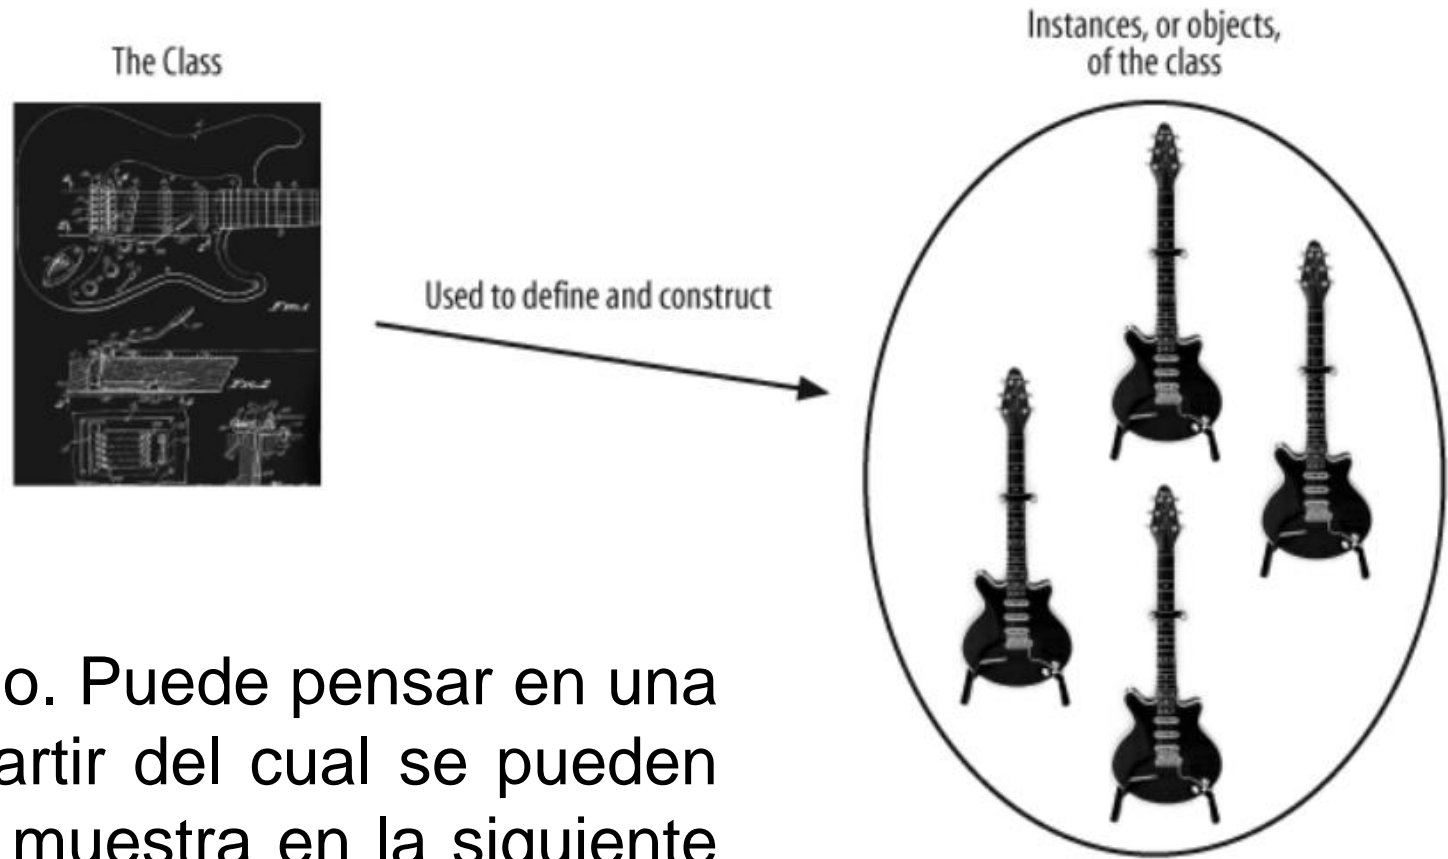 The Class
Instances, or objects,
of the class
Used to define and construct
o. Puede pensar en una
artir del cual se pueden
muestra en la siguiente